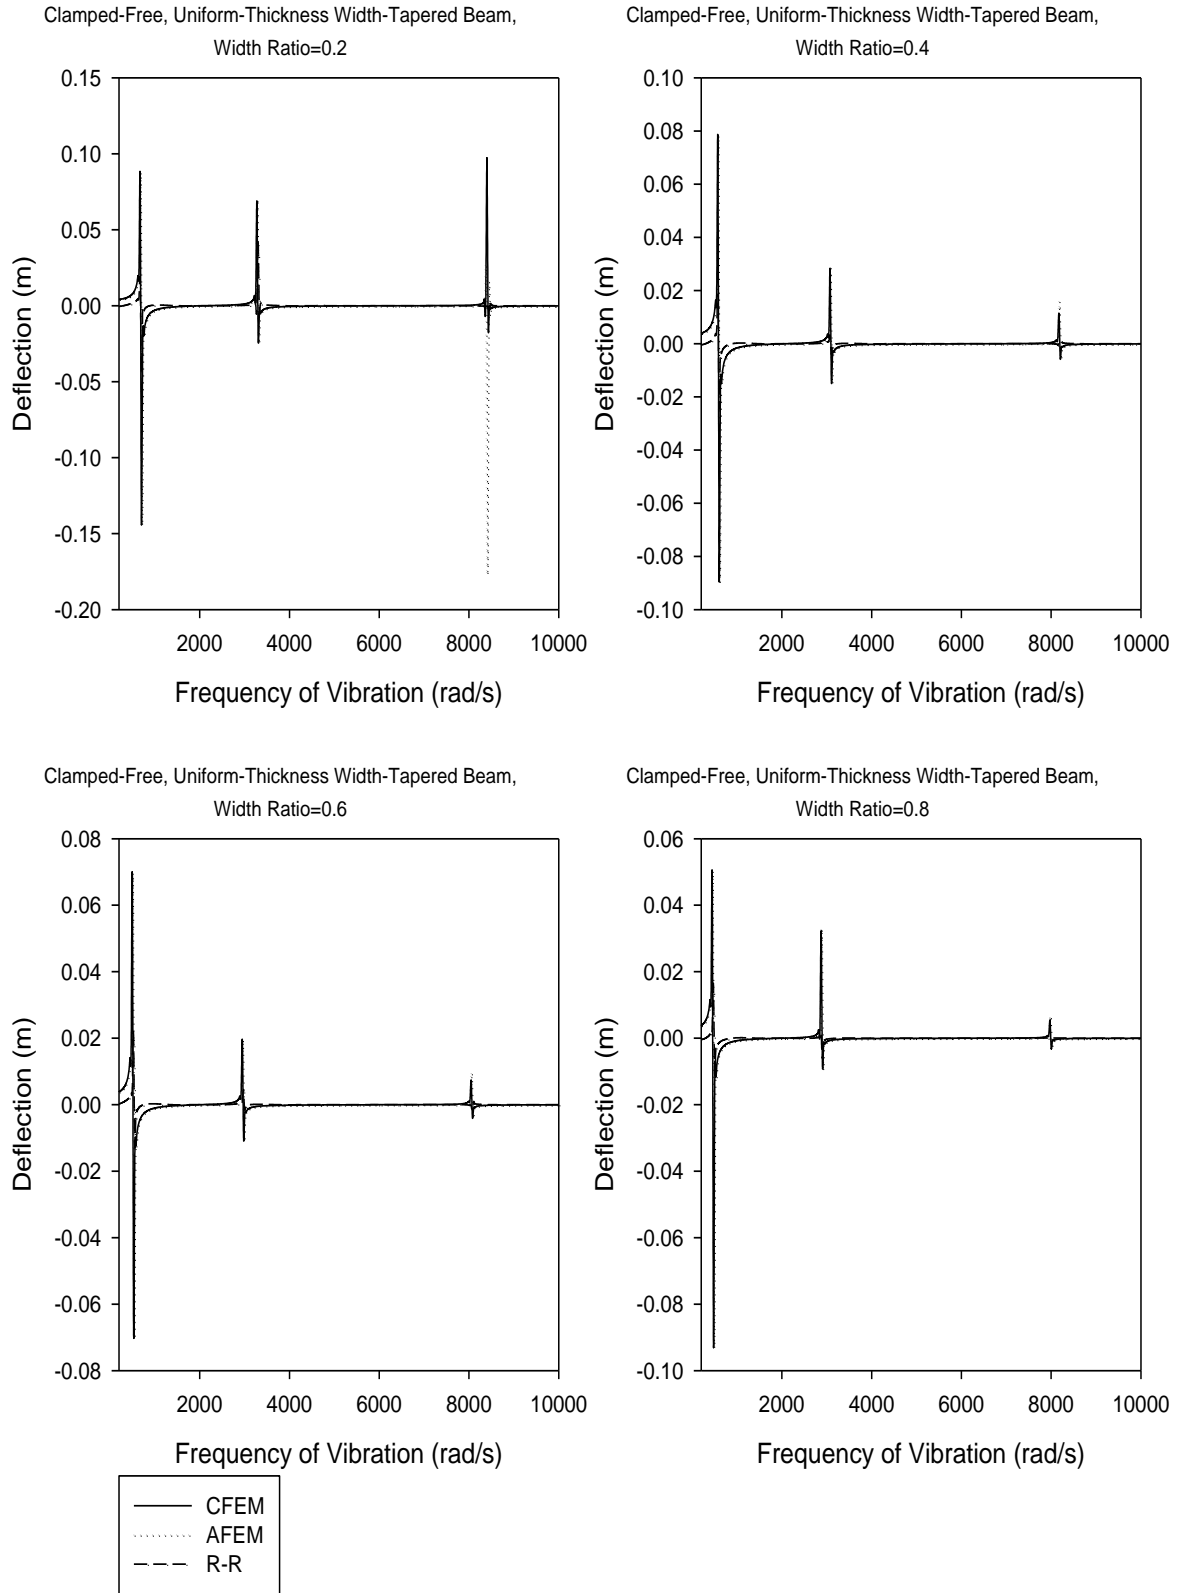 Clamped-Free, Uniform-Thickness Width-Tapered Beam,
Width Ratio=0.2
0.15
0.10
0.05
0.00
-0.05
-0.10
-0.15
-0.20
Deflection (m)
2000 4000 6000 8000 10000
Frequency of Vibration (rad/s)
Clamped-Free, Uniform-Thickness Width-Tapered Beam,
Width Ratio=0.4
0.10
0.08
0.06
0.04
0.02
0.00
-0.02
-0.04
-0.06
-0.08
-0.10
Deflection (m)
2000 4000 6000 8000 10000
Frequency of Vibration (rad/s)
Clamped-Free, Uniform-Thickness Width-Tapered Beam,
Width Ratio=0.6
0.08
0.06
0.04
0.02
0.00
-0.02
-0.04
-0.06
-0.08
Deflection (m)
2000 4000 6000 8000 10000
Frequency of Vibration (rad/s)
Clamped-Free, Uniform-Thickness Width-Tapered Beam,
Width Ratio=0.8
0.06
0.04
0.02
0.00
-0.02
-0.04
-0.06
-0.08
-0.10
Deflection (m)
2000 4000 6000 8000 10000
Frequency of Vibration (rad/s)
CFEM
AFEM
R-R